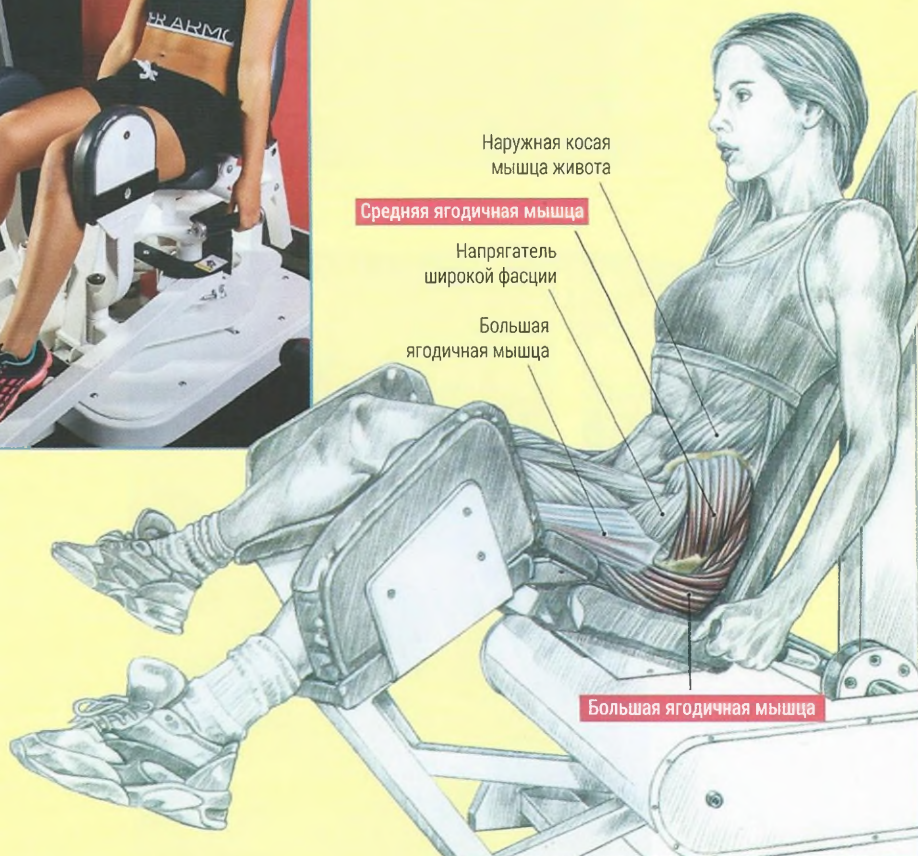 Наружная косая
мышца живота
Средняя ягодичная мышца
Напрягатель
широкой фасции
Большая
ягодичная мышца
Большая ягодичная мышца